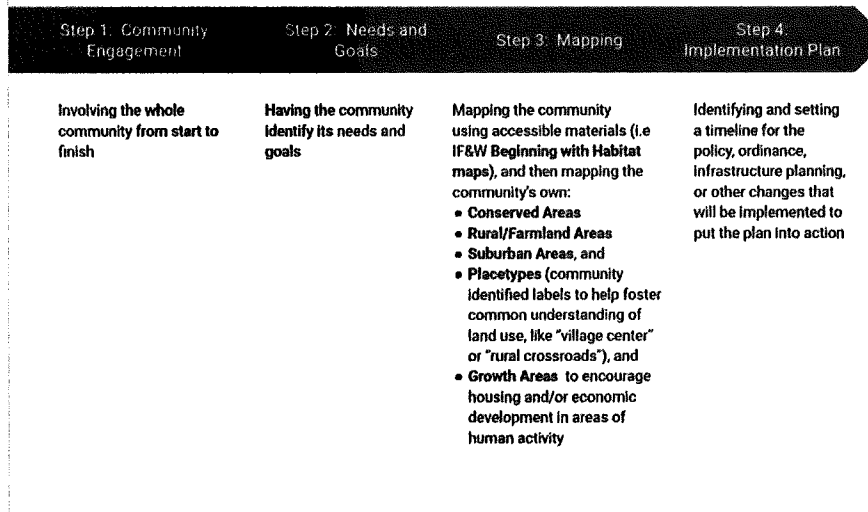 Step 1: Community
Engagement
Step 2: Needs and
Goals
Step 3: Mapping
Step 4:
Implementation Plan
Involving the whole
community from start to
finish
Having the community
identify its needs and
goals
Mapping the community
using accessible materials (i.e
IF&W Beginning with Habitat
maps), and then mapping the
community's own:
• Conserved Areas
• Rural/Farmland Areas
• Suburban Areas, and
• Placetypes (community
identified labels to help foster
common understanding of
land use, like "village center"
or "rural crossroads"), and
• Growth Areas to encourage
housing and/or economic
development in areas of
human activity
Identifying and setting
a timeline for the
policy, ordinance,
infrastructure planning,
or other changes that
will be implemented to
put the plan into action